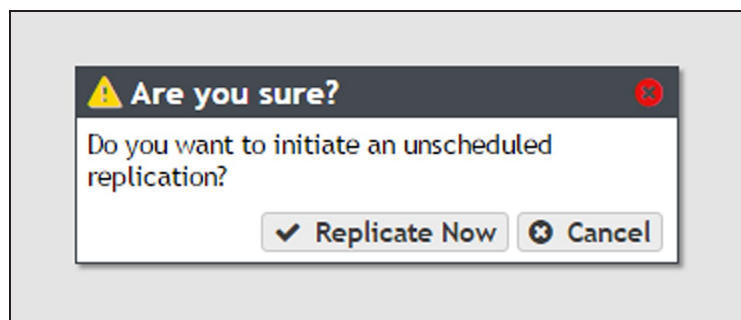 Are you sure?
Do you want to initiate an unscheduled
replication?
Replicate Now Cancel